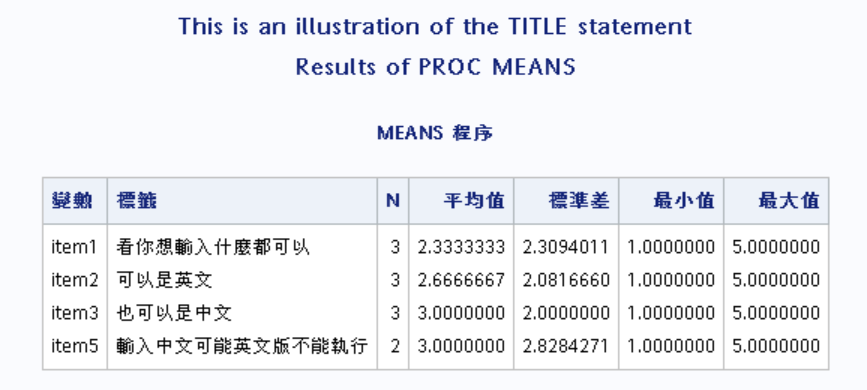 This is an illustration of the TITLE statement
Results of PROC MEANS
MEANS 程序
變數 標籤 N 平均值 標準差 最小值 最大值
item1 看你想輸入什麼都可以 3 2.3333333 2.3094011 1.0000000 5.0000000
item2 可以是英文 3 2.6666667 2.0816660 1.0000000 5.0000000
item3 也可以是中文 3 3.0000000 2.0000000 1.0000000 5.0000000
item5 輸入中文可能英文版不能執行 2 3.0000000 2.8284271 1.0000000 5.0000000